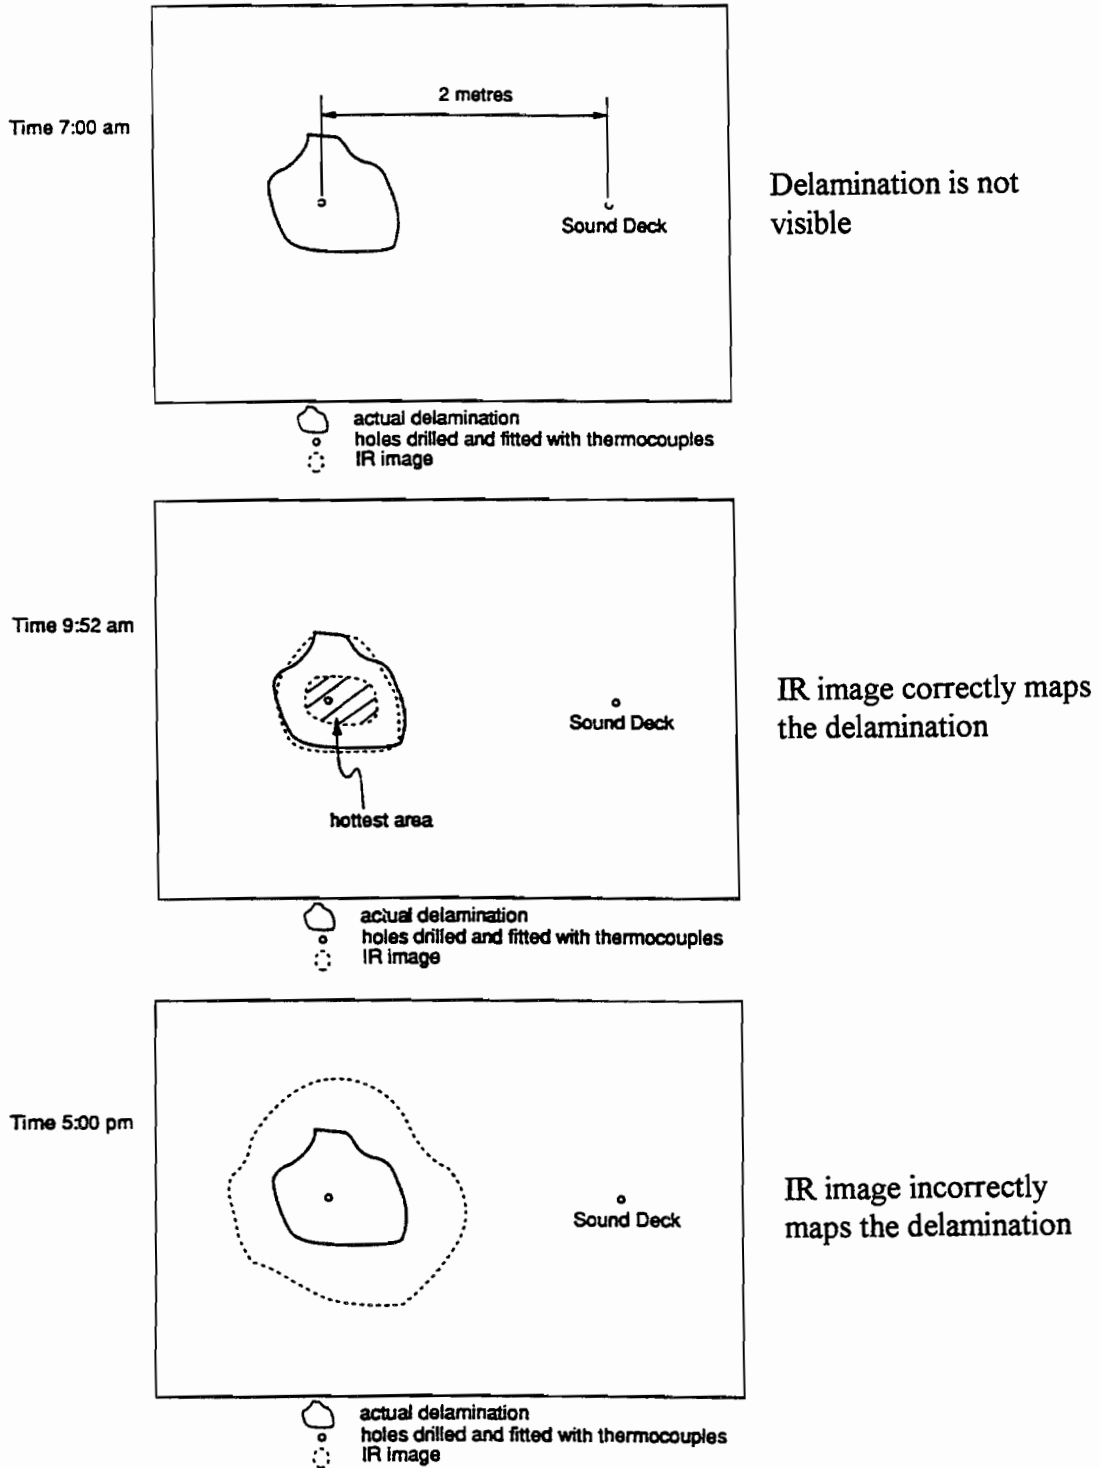 2 metres
Time 7:00 am
Delamination is not
visible
Sound Deck
actual delamination
holes drilled and fitted with thermocouples
IR image
Time 9:52 am
IR image correctly maps
the delamination
Sound Deck
hottest area
actual delamination
holes drilled and fitted with thermocouples
IR image
Time 5:00 pm
IR image incorrectly
maps the delamination
Sound Deck
actual delamination
holes drilled and fitted with thermocouples
IR image